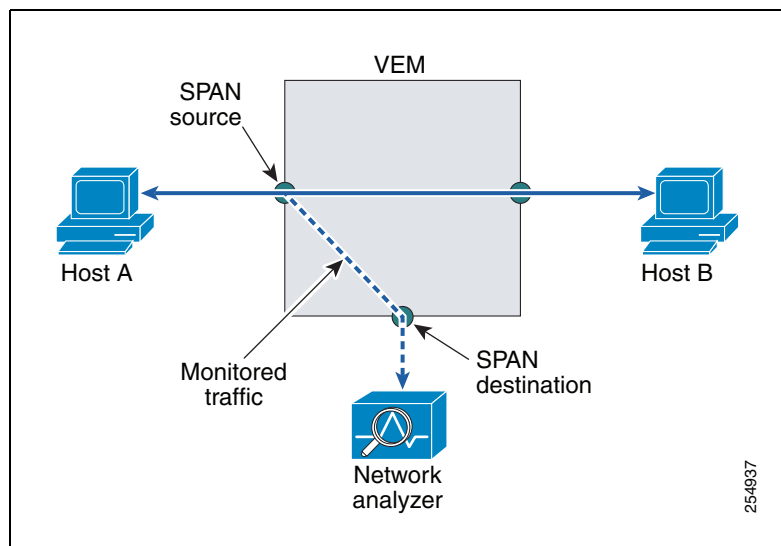 VEM
SPAN
source
Host A
Host B
Monitored
traffic
SPAN
destination
Network
analyzer
254937